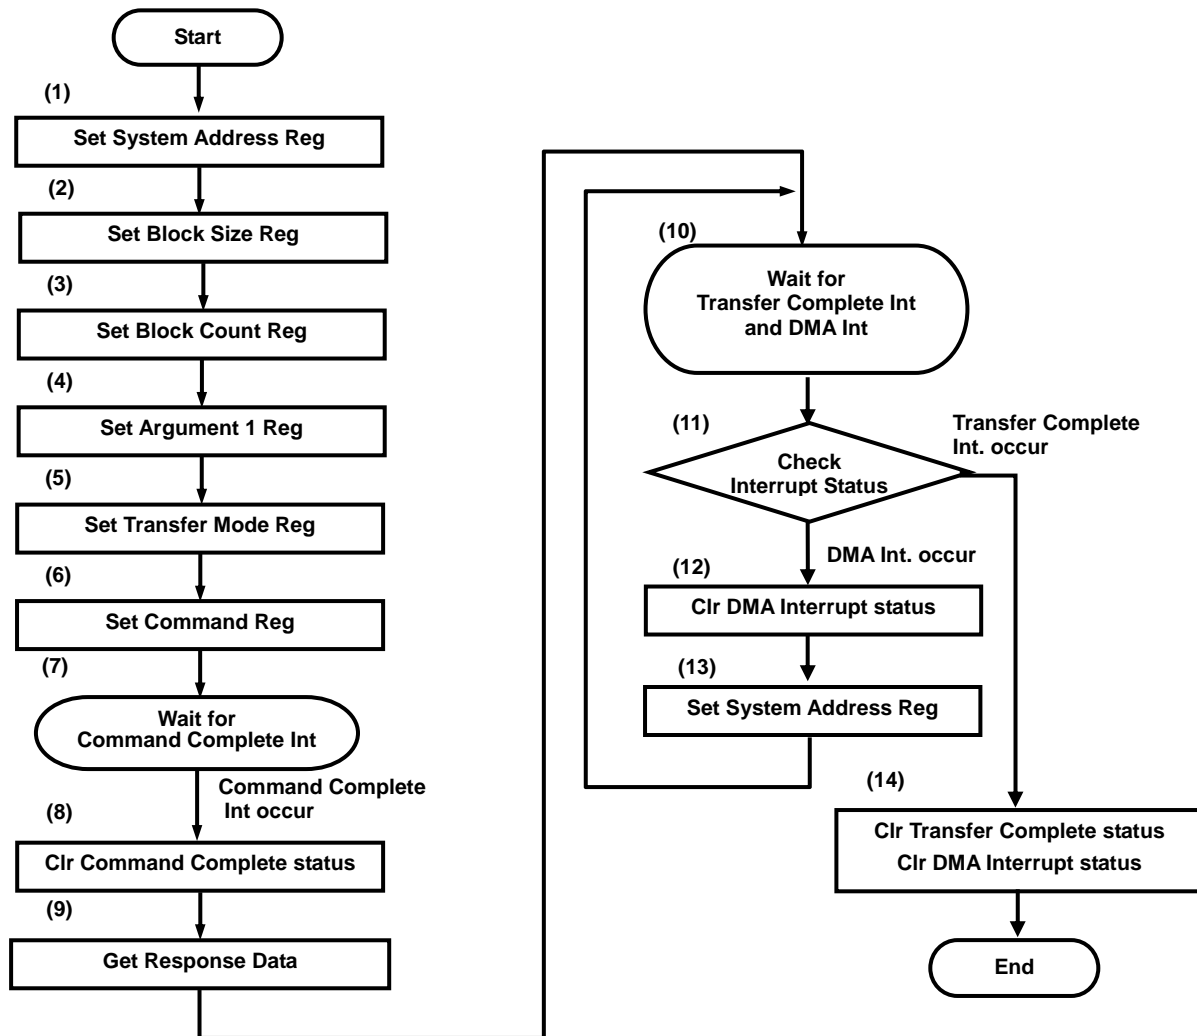 Start
(1)
Set System Address Reg
(2)
Set Block Size Reg
(3)
Set Block Count Reg
(4)
Set Argument 1 Reg
(5)
Set Transfer Mode Reg
(6)
Set Command Reg
(7)
Wait for
Command Complete Int
Command Complete
Int occur
(8)
Clr Command Complete status
(9)
Get Response Data
(10)
Wait for
Transfer Complete Int
and DMA Int
(11)
Check
Interrupt Status
Transfer Complete
Int. occur
DMA Int. occur
(12)
Clr DMA Interrupt status
(13)
Set System Address Reg
(14)
Clr Transfer Complete status
Clr DMA Interrupt status
End